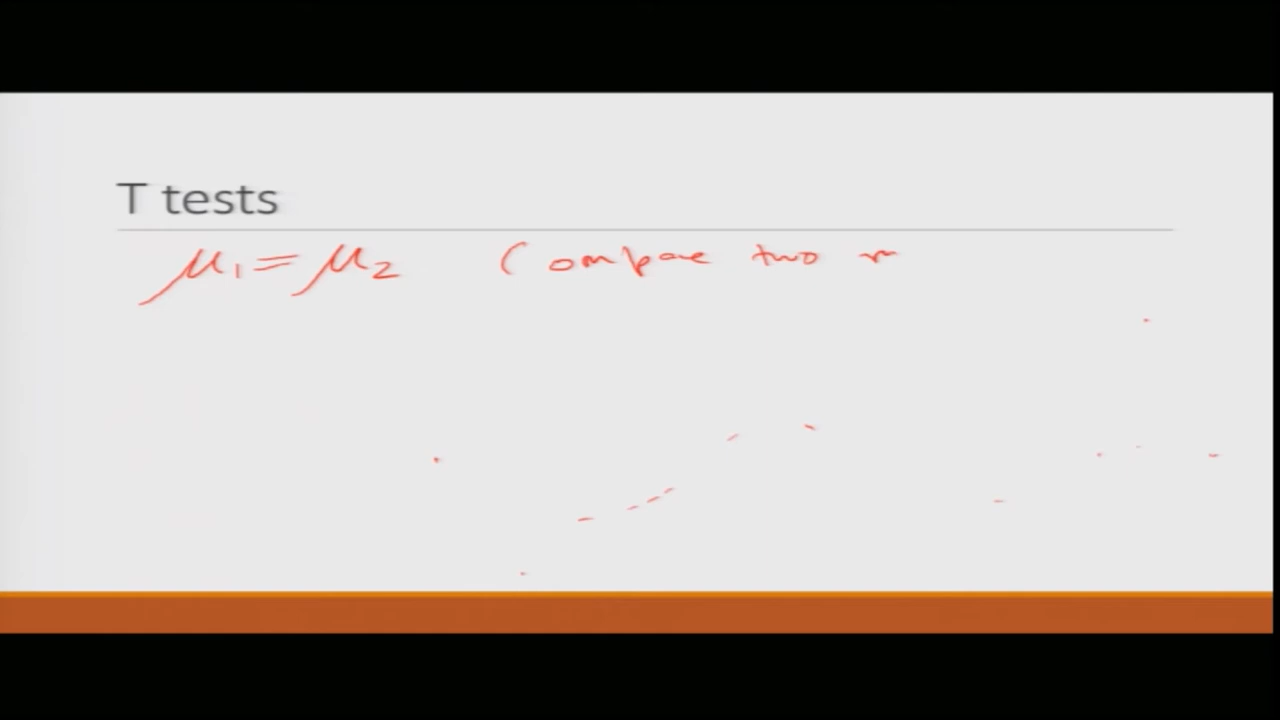 T tests
μ1 = μ2 Compare two m